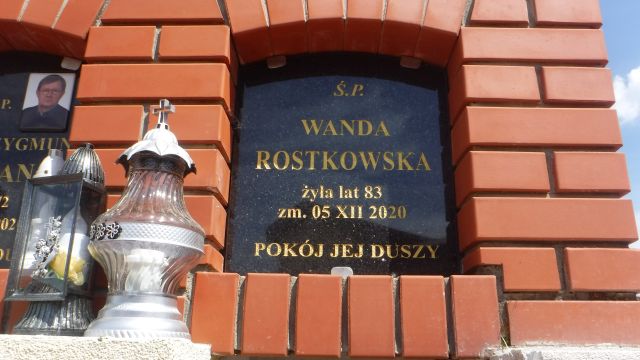 Ś.P.
WANDA
ROSTKOWSKA
żyła lat 83
zm. 05 XII 2020
POKÓJ JEJ DUSZY